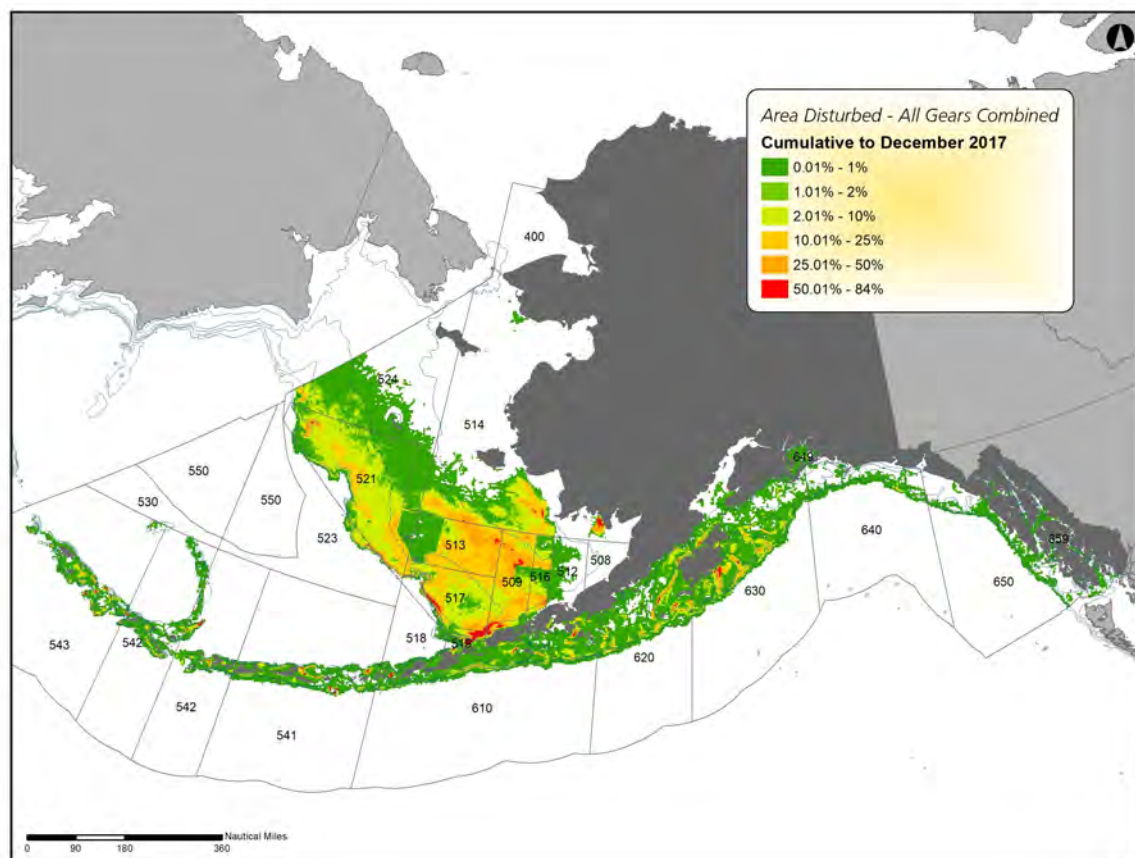 Area Disturbed - All Gears Combined
Cumulative to December 2017
0.01% - 1%
1.01% - 2%
2.01% - 10%
10.01% - 25%
25.01% - 50%
50.01% - 84%
400
524
514
550
521
550
530
523
513
508
512
516
509
517
518
543
542
542
541
610
620
630
640
649
650
659
Nautical Miles
0 90 180 360